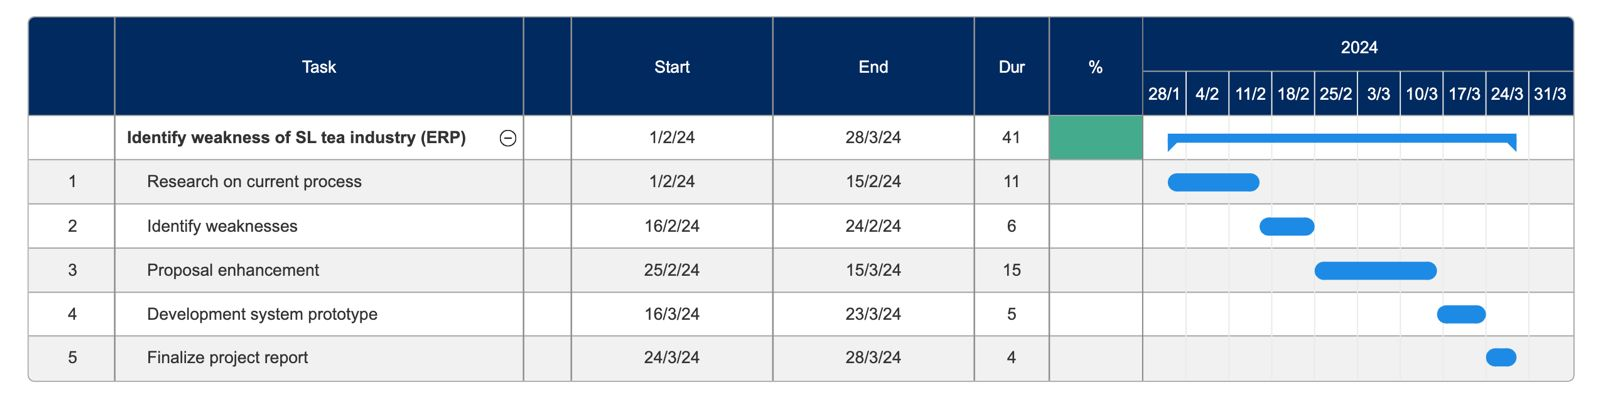 Task Start End Dur % 2024
28/1 4/2 11/2 18/2 25/2 3/3 10/3 17/3 24/3 31/3
Identify weakness of SL tea industry (ERP) 1/2/24 28/3/24 41
1 Research on current process 1/2/24 15/2/24 11
2 Identify weaknesses 16/2/24 24/2/24 6
3 Proposal enhancement 25/2/24 15/3/24 15
4 Development system prototype 16/3/24 23/3/24 5
5 Finalize project report 24/3/24 28/3/24 4